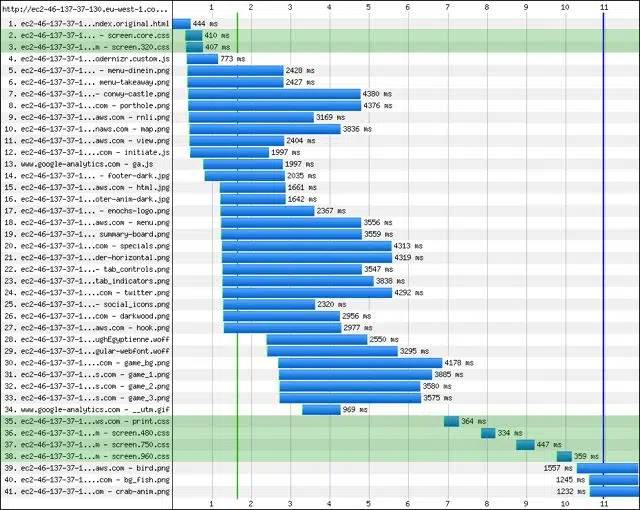 http://ec2-46-137-37-130.eu-west-1.co... 1 2 3 4 5 6 7 8 9 10 11
1. ec2-46-137-37-1...ndex.original.html 444 ms
2. ec2-46-137-37-1... - screen.core.css 410 ms
3. ec2-46-137-37-1...m - screen.320.css 407 ms
4. ec2-46-137-37-1...odernizr.custom.js 773 ms
5. ec2-46-137-37-1... - menu-dinein.png 2428 ms
6. ec2-46-137-37-1... menu-takeaway.png 2427 ms
7. ec2-46-137-37-1... - conwy-castle.png 4380 ms
8. ec2-46-137-37-1...com - porthole.png 4376 ms
9. ec2-46-137-37-1...aws.com - rnli.png 3169 ms
10. ec2-46-137-37-1...naws.com - map.png 3836 ms
11. ec2-46-137-37-1...aws.com - view.png 2404 ms
12. ec2-46-137-37-1....com - initiate.js 1997 ms
13. www.google-analytics.com - ga.js 1997 ms
14. ec2-46-137-37-1... - footer-dark.jpg 2035 ms
15. ec2-46-137-37-1...aws.com - html.jpg 1661 ms
16. ec2-46-137-37-1...oter-anim-dark.jpg 1642 ms
17. ec2-46-137-37-1... - enochs-logo.png 2367 ms
18. ec2-46-137-37-1...aws.com - menu.png 3556 ms
19. ec2-46-137-37-1... summary-board.png 3559 ms
20. ec2-46-137-37-1...com - specials.png 4313 ms
21. ec2-46-137-37-1...der-horizontal.png 4319 ms
22. ec2-46-137-37-1... - tab_controls.png 3547 ms
23. ec2-46-137-37-1...tab_indicators.png 3838 ms
24. ec2-46-137-37-1....com - twitter.png 4292 ms
25. ec2-46-137-37-1...- social_icons.png 2320 ms
26. ec2-46-137-37-1...com - darkwood.png 2956 ms
27. ec2-46-137-37-1...aws.com - hook.png 2977 ms
28. ec2-46-137-37-1...ughEgyptienne.woff 2550 ms
29. ec2-46-137-37-1...gular-webfont.woff 3295 ms
30. ec2-46-137-37-1....com - game_bg.png 4178 ms
31. ec2-46-137-37-1...s.com - game_1.png 3885 ms
32. ec2-46-137-37-1...s.com - game_2.png 3580 ms
33. ec2-46-137-37-1...s.com - game_3.png 3575 ms
34. www.google-analytics.com - __utm.gif 969 ms
35. ec2-46-137-37-1...ws.com - print.css 364 ms
36. ec2-46-137-37-1...m - screen.480.css 334 ms
37. ec2-46-137-37-1...m - screen.750.css 447 ms
38. ec2-46-137-37-1...m - screen.960.css 359 ms
39. ec2-46-137-37-1...aws.com - bird.png 1557 ms
40. ec2-46-137-37-1....com - bg_fish.png 1245 ms
41. ec2-46-137-37-1...om - crab-anim.png 1232 ms
1 2 3 4 5 6 7 8 9 10 11